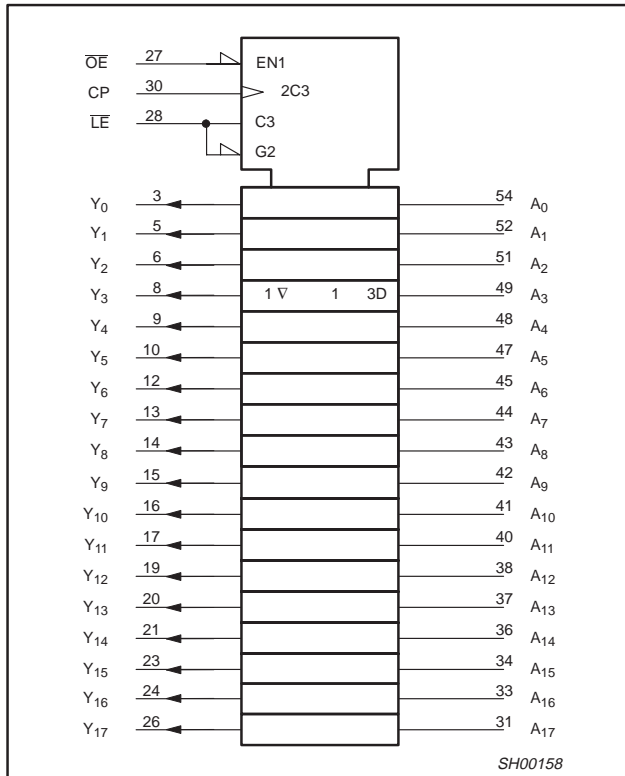 O̅E̅ 27 EN1
CP 30 2C3
L̅E̅ 28 C3
G2
Y₀ 3 54 A₀
Y₁ 5 52 A₁
Y₂ 6 51 A₂
Y₃ 8 1 ∇ 1 3D 49 A₃
Y₄ 9 48 A₄
Y₅ 10 47 A₅
Y₆ 12 45 A₆
Y₇ 13 44 A₇
Y₈ 14 43 A₈
Y₉ 15 42 A₉
Y₁₀ 16 41 A₁₀
Y₁₁ 17 40 A₁₁
Y₁₂ 19 38 A₁₂
Y₁₃ 20 37 A₁₃
Y₁₄ 21 36 A₁₄
Y₁₅ 23 34 A₁₅
Y₁₆ 24 33 A₁₆
Y₁₇ 26 31 A₁₇
SH00158